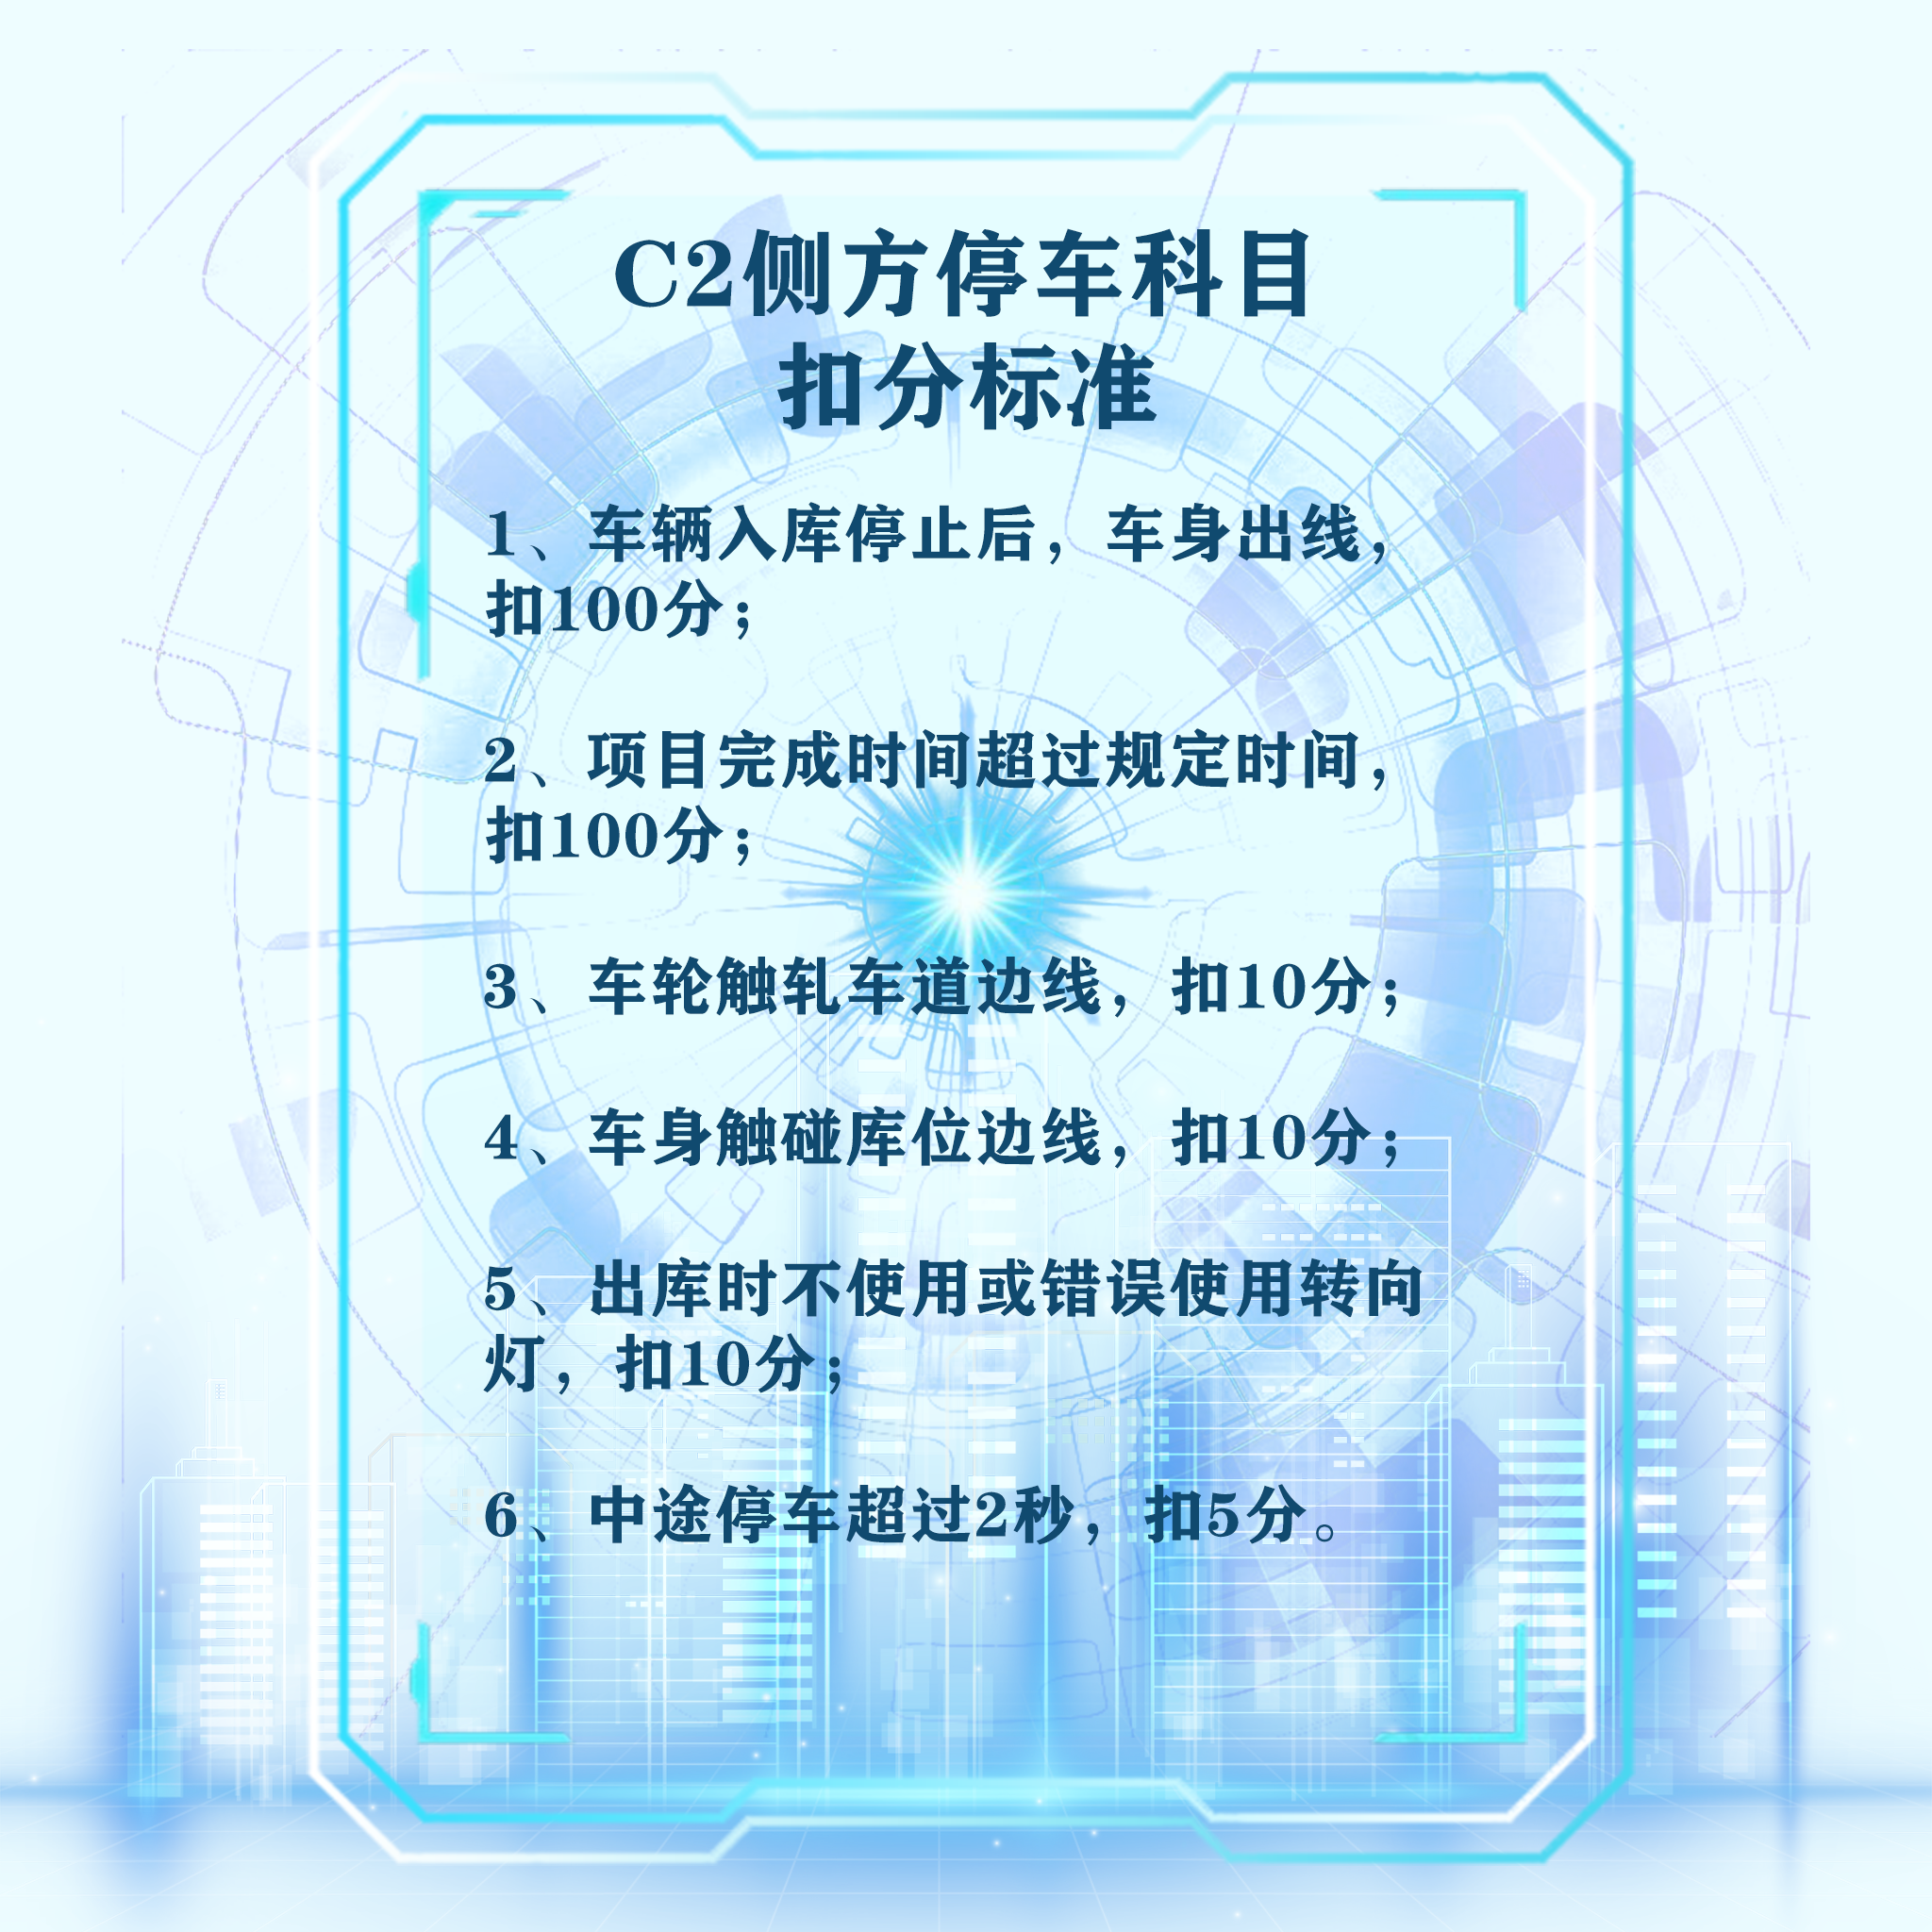 C2侧方停车科目
扣分标准
1、车辆入库停止后，车身出线，
扣100分；
2、项目完成时间超过规定时间，
扣100分；
3、车轮触轧车道边线，扣10分；
4、车身触碰库位边线，扣10分；
5、出库时不使用或错误使用转向
灯，扣10分；
6、中途停车超过2秒，扣5分。